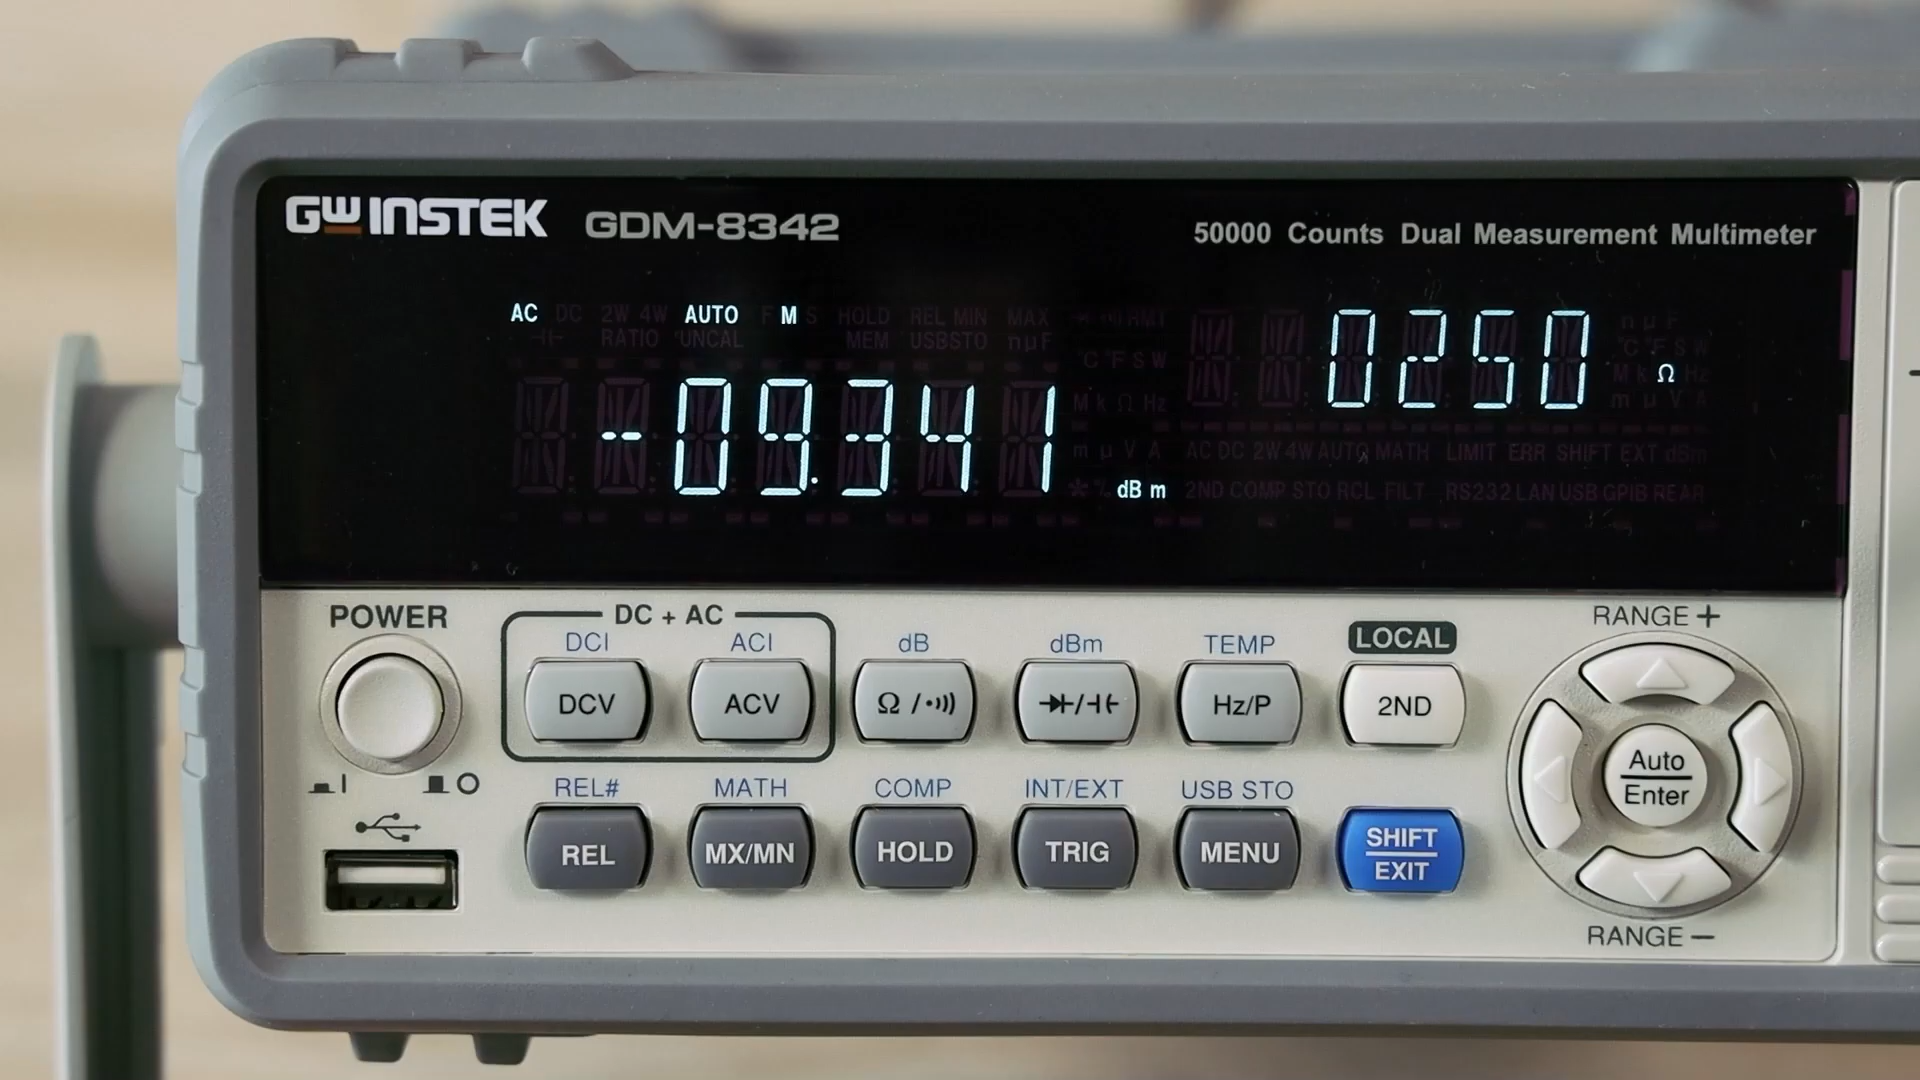 GWINSTEK GDM-8342
50000 Counts Dual Measurement Multimeter
AC DC 2W 4W AUTO F M S HOLD REL MIN MAX RMT
RATIO UNCAL MEM USBSTO n µ F
0250 Ω
°C °F S W
M k Ω Hz
m µ V A
-09.341 dB m
AC DC 2W 4W AUTO MATH LIMIT ERR SHIFT EXT dBm
2ND COMP STO RCL FILT RS232 LAN USB GPIB REAR
POWER
DC + AC
DCI ACI dB dBm TEMP LOCAL
DCV ACV Ω / Hz/P 2ND
I O
REL# MATH COMP INT/EXT USB STO
REL MX/MN HOLD TRIG MENU SHIFT
EXIT
RANGE +
Auto
Enter
RANGE −